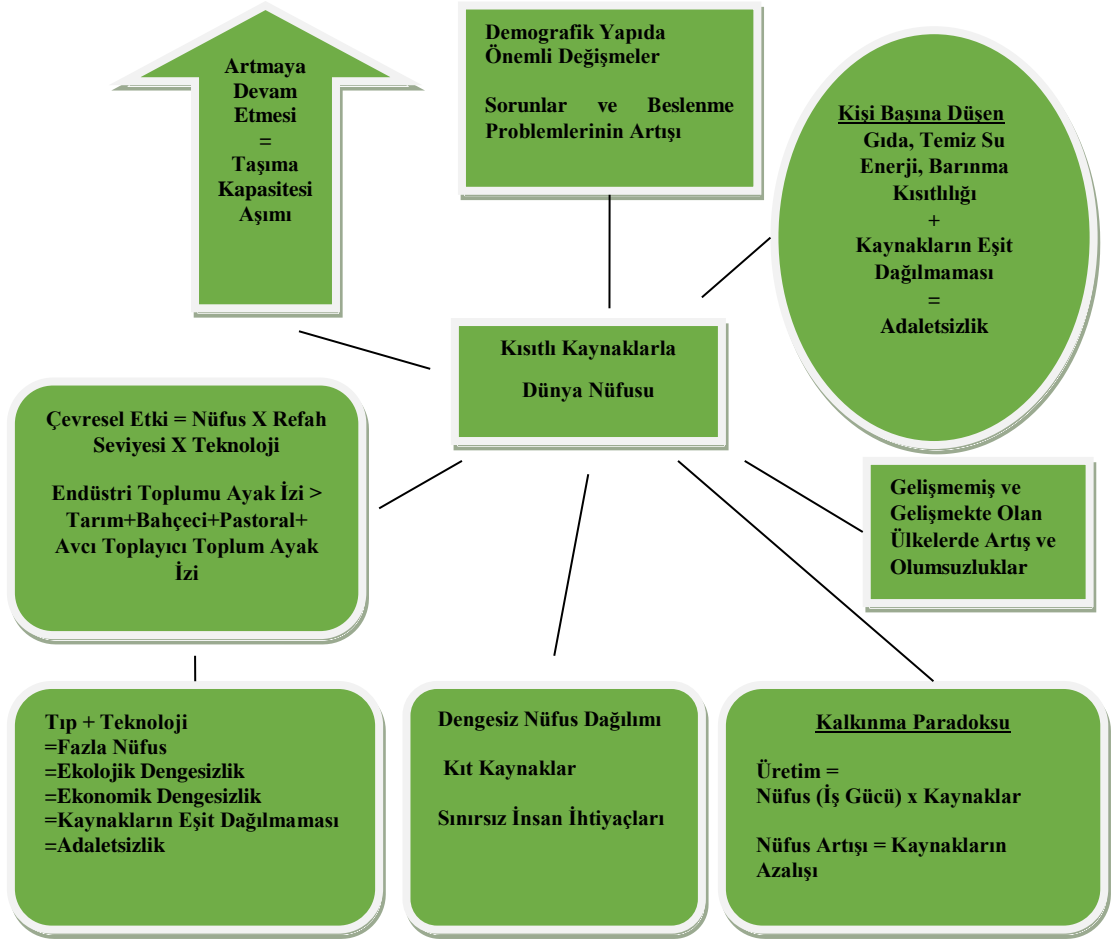 Artmaya
Devam
Etmesi
=
Taşıma
Kapasitesi
Aşımı
Demografik Yapıda
Önemli Değişmeler
Sorunlar ve Beslenme
Problemlerinin Artışı
Kişi Başına Düşen
Gıda, Temiz Su
Enerji, Barınma
Kısıtlılığı
+
Kaynakların Eşit
Dağılmaması
=
Adaletsizlik
Kısıtlı Kaynaklarla
Dünya Nüfusu
Çevresel Etki = Nüfus X Refah
Seviyesi X Teknoloji
Endüstri Toplumu Ayak İzi >
Tarım+Bahçeci+Pastoral+
Avcı Toplayıcı Toplum Ayak
İzi
Gelişmemiş ve
Gelişmekte Olan
Ülkelerde Artış ve
Olumsuzluklar
Tıp + Teknoloji
=Fazla Nüfus
=Ekolojik Dengesizlik
=Ekonomik Dengesizlik
=Kaynakların Eşit Dağılmaması
=Adaletsizlik
Dengesiz Nüfus Dağılımı
Kıt Kaynaklar
Sınırsız İnsan İhtiyaçları
Kalkınma Paradoksu
Üretim =
Nüfus (İş Gücü) x Kaynaklar
Nüfus Artışı = Kaynakların
Azalışı